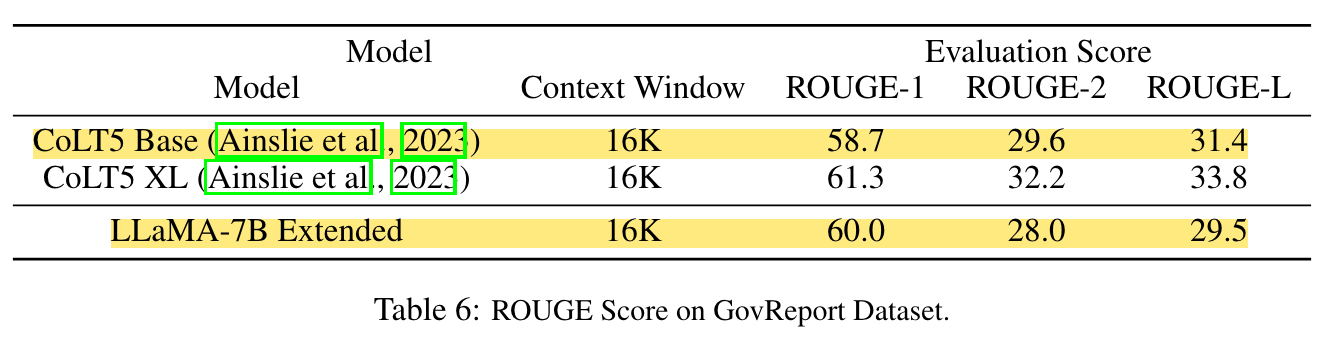 Model Evaluation Score
Model Context Window ROUGE-1 ROUGE-2 ROUGE-L
CoLT5 Base (Ainslie et al., 2023) 16K 58.7 29.6 31.4
CoLT5 XL (Ainslie et al., 2023) 16K 61.3 32.2 33.8
LLaMA-7B Extended 16K 60.0 28.0 29.5
Table 6: ROUGE Score on GovReport Dataset.